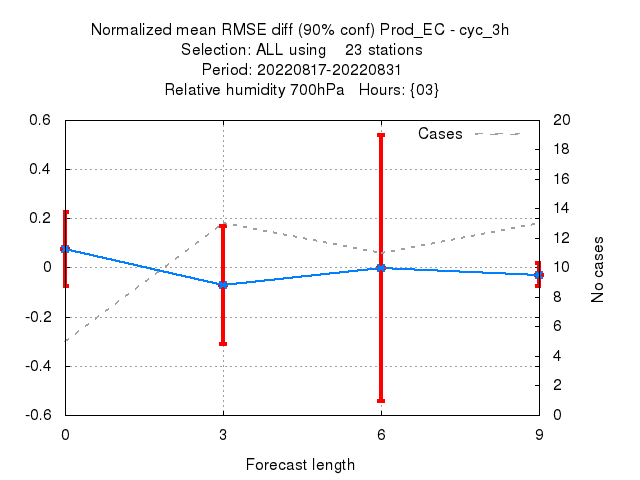 Normalized mean RMSE diff (90% conf) Prod_EC - cyc_3h
Selection: ALL using    23 stations
Period: 20220817-20220831
Relative humidity 700hPa   Hours: {03}
Cases
0.6
0.4
0.2
0
-0.2
-0.4
-0.6
20
18
16
14
12
10
8
6
4
2
0
No cases
0 3 6 9
Forecast length